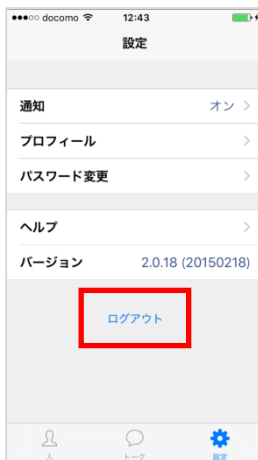 docomo 12:43
設定
通知 オン
プロフィール
パスワード変更
ヘルプ
バージョン 2.0.18 (20150218)
ログアウト
人 トーク 設定